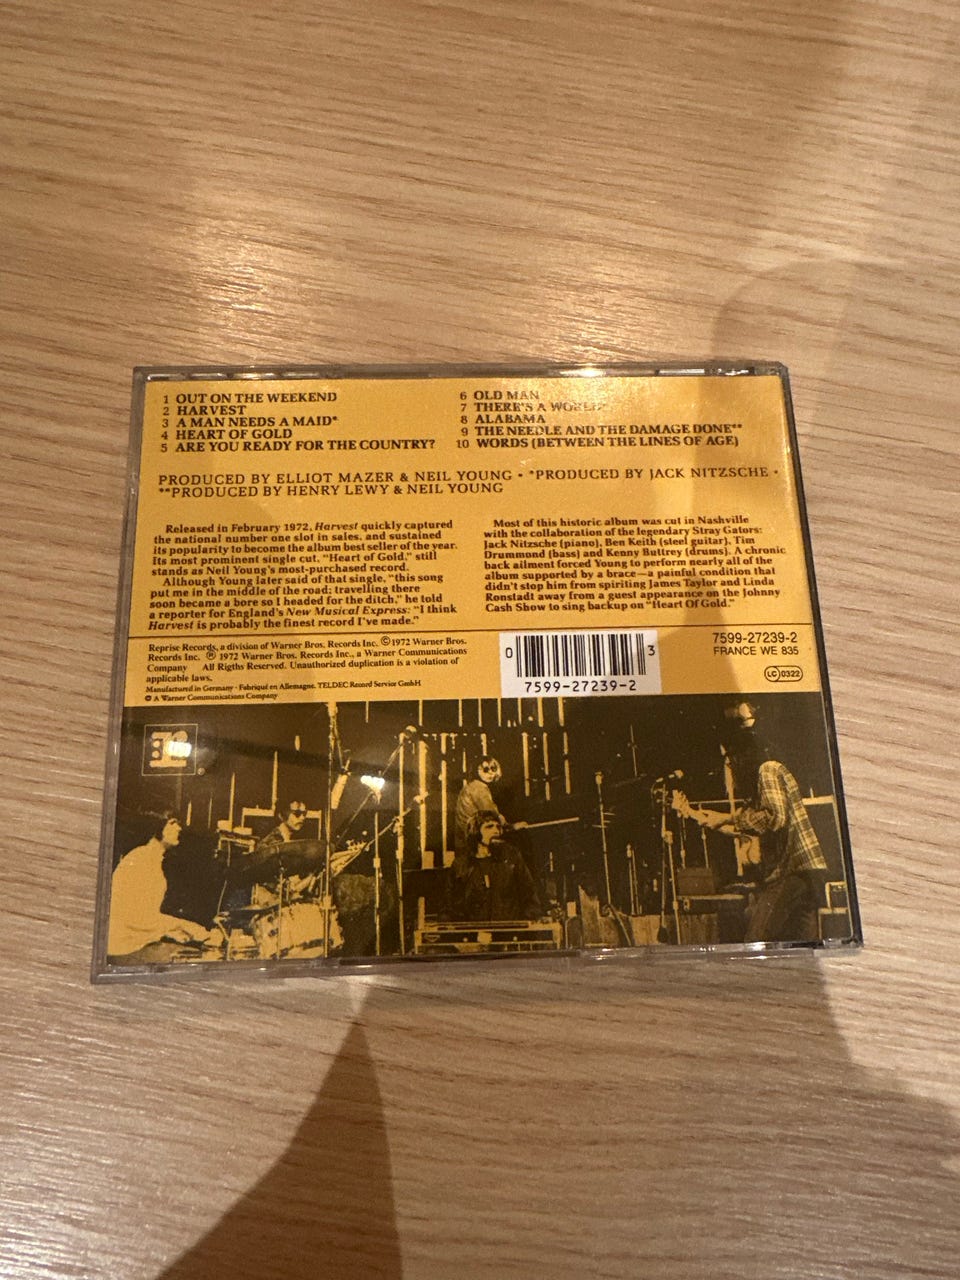 1 OUT ON THE WEEKEND
2 HARVEST
3 A MAN NEEDS A MAID*
4 HEART OF GOLD
5 ARE YOU READY FOR THE COUNTRY?
6 OLD MAN
7 THERE'S A WORLD*
8 ALABAMA
9 THE NEEDLE AND THE DAMAGE DONE**
10 WORDS (BETWEEN THE LINES OF AGE)
PRODUCED BY ELLIOT MAZER & NEIL YOUNG • *PRODUCED BY JACK NITZSCHE •
**PRODUCED BY HENRY LEWY & NEIL YOUNG
Released in February 1972, Harvest quickly captured
the national number one slot in sales, and sustained
its popularity to become the album best seller of the year.
Its most prominent single cut, "Heart of Gold," still
stands as Neil Young's most-purchased record.
Although Young later said of that single, "this song
put me in the middle of the road; travelling there
soon became a bore so I headed for the ditch," he told
a reporter for England's New Musical Express: "I think
Harvest is probably the finest record I've made."
Most of this historic album was cut in Nashville
with the collaboration of the legendary Stray Gators:
Jack Nitzsche (piano), Ben Keith (steel guitar), Tim
Drummond (bass) and Kenny Buttrey (drums). A chronic
back ailment forced Young to perform nearly all of the
album supported by a brace—a painful condition that
didn't stop him from spiriting James Taylor and Linda
Ronstadt away from a guest appearance on the Johnny
Cash Show to sing backup on "Heart Of Gold."
Reprise Records, a division of Warner Bros. Records Inc. ©1972 Warner Bros.
Records Inc. ℗ 1972 Warner Bros. Records Inc., a Warner Communications
Company All Rigths Reserved. Unauthorized duplication is a violation of
applicable laws.
Manufactured in Germany · Fabriqué en Allemagne. TELDEC Record Service GmbH
A Warner Communications Company
0 3
7599-27239-2
7599-27239-2
FRANCE WE 835
LC 0322
®